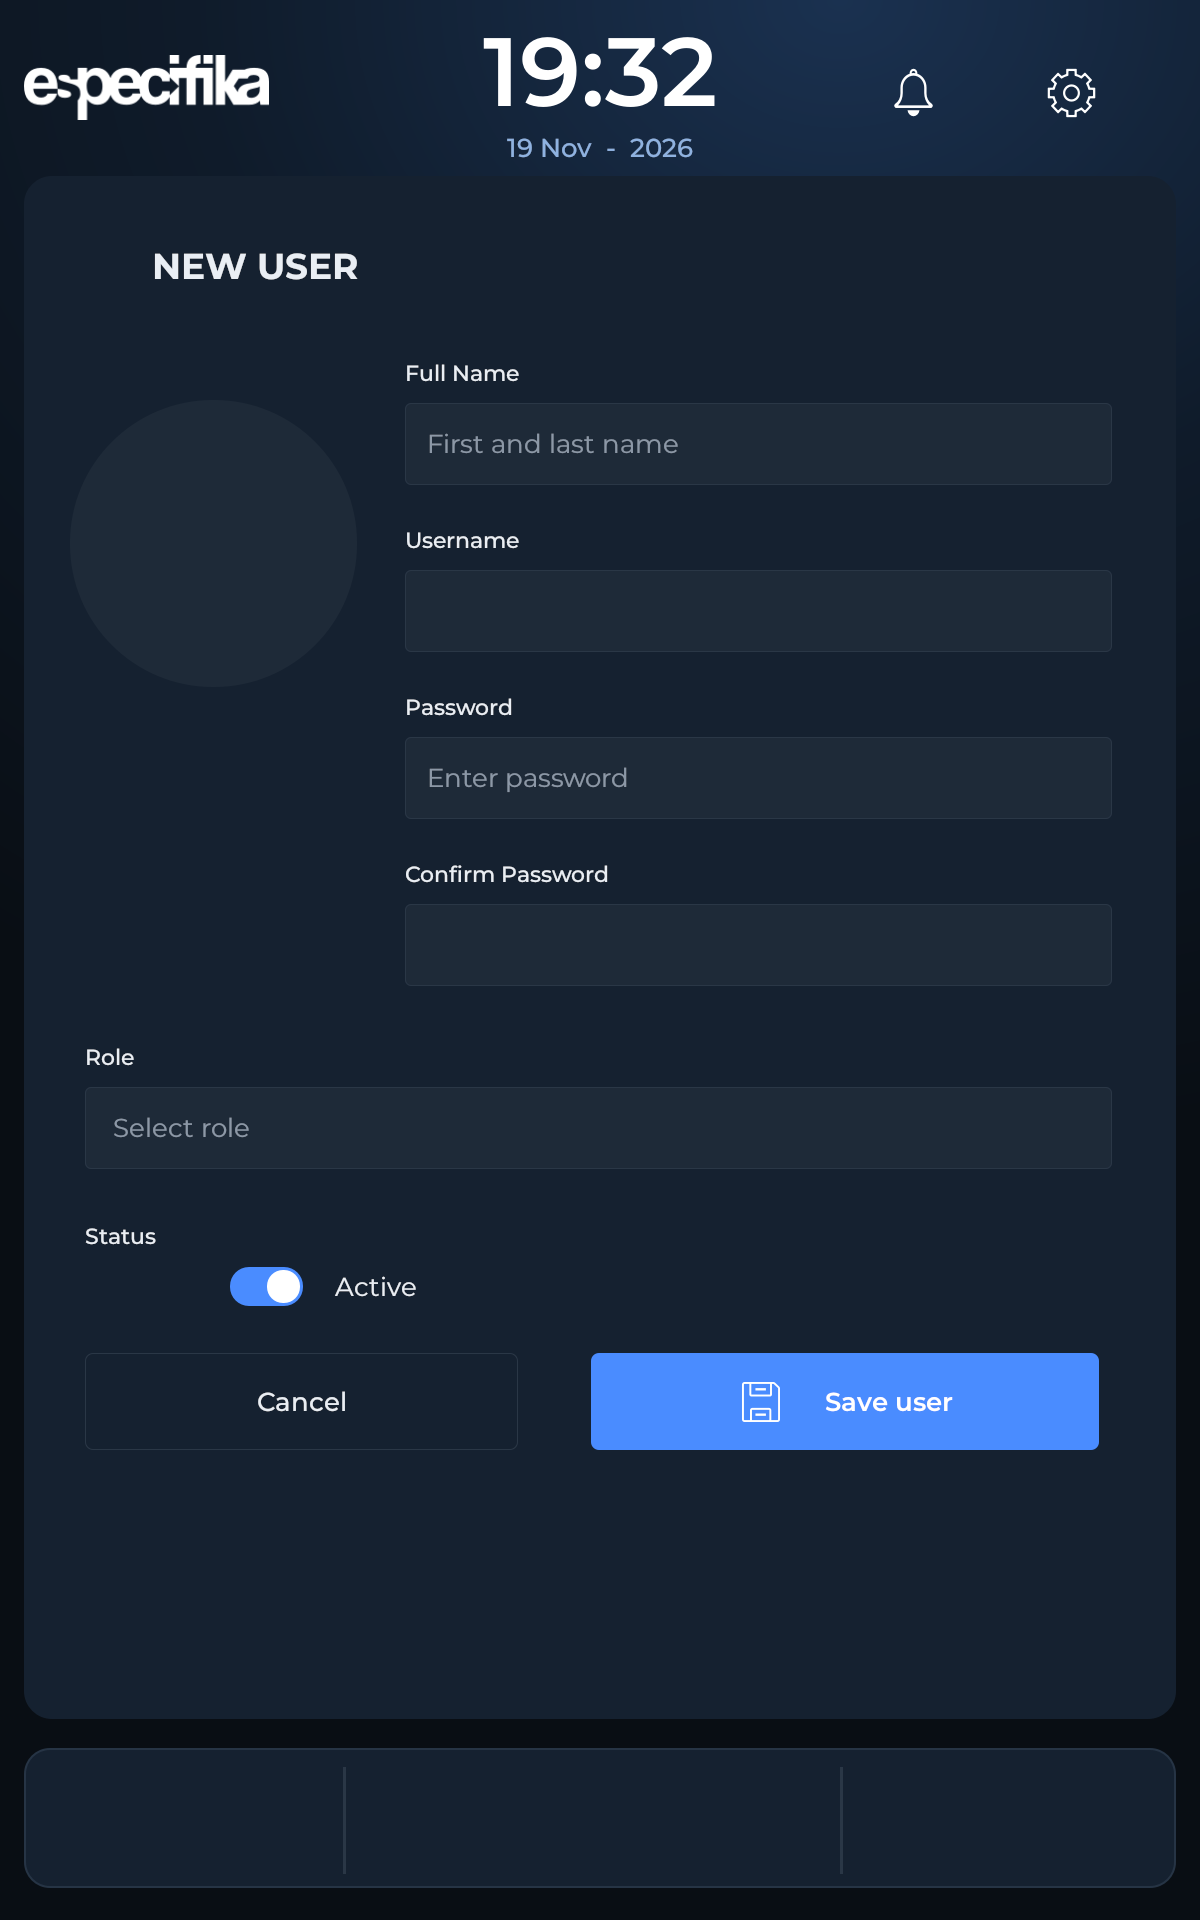 especifika
19:32
19 Nov - 2026
NEW USER
Full Name
First and last name
Username
Password
Enter password
Confirm Password
Role
Select role
Status
Active
Cancel
Save user